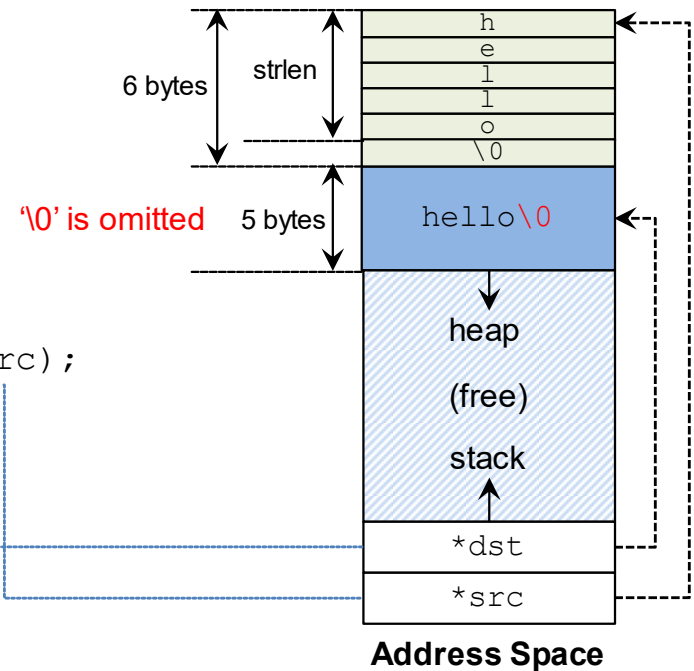 h
e
l
l
o
\0
6 bytes
strlen
'\0' is omitted
5 bytes
hello\0
rc);
heap
(free)
stack
*dst
*src
Address Space